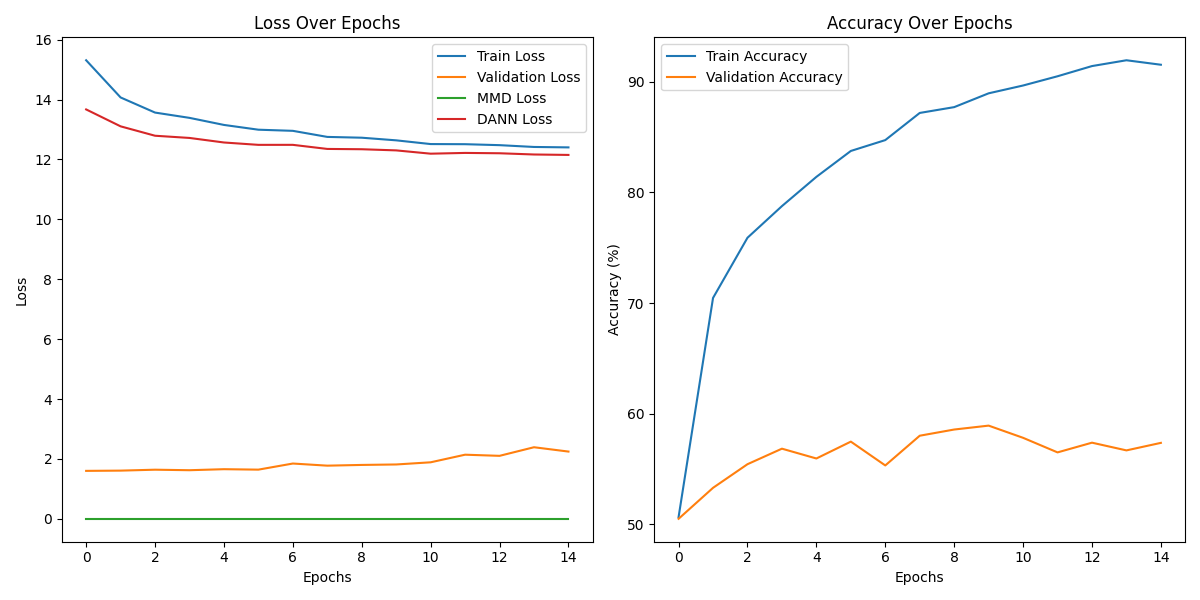 Loss Over Epochs
16
14
12
10
8
6
4
2
0
Loss
0 2 4 6 8 10 12 14
Epochs
Train Loss
Validation Loss
MMD Loss
DANN Loss
Accuracy Over Epochs
90
80
70
60
50
Accuracy (%)
0 2 4 6 8 10 12 14
Epochs
Train Accuracy
Validation Accuracy